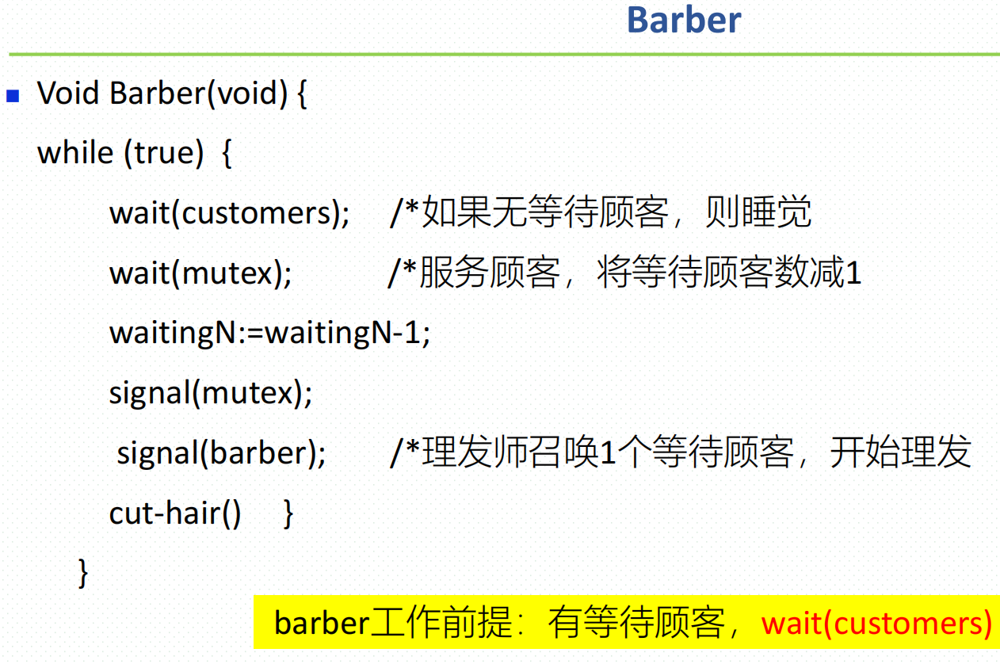 Barber
Void Barber(void) {
while (true) {
wait(customers); /*如果无等待顾客，则睡觉
wait(mutex); /*服务顾客，将等待顾客数减1
waitingN:=waitingN-1;
signal(mutex);
signal(barber); /*理发师召唤1个等待顾客，开始理发
cut-hair() }
}
barber工作前提：有等待顾客，wait(customers)